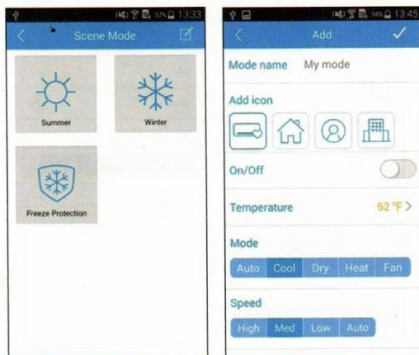 13:33
Scene Mode
Summer
Winter
Freeze Protection
13:45
Add
Mode name My mode
Add icon
On/Off
Temperature 62 °F >
Mode
Auto Cool Dry Heat Fan
Speed
High Med Low Auto